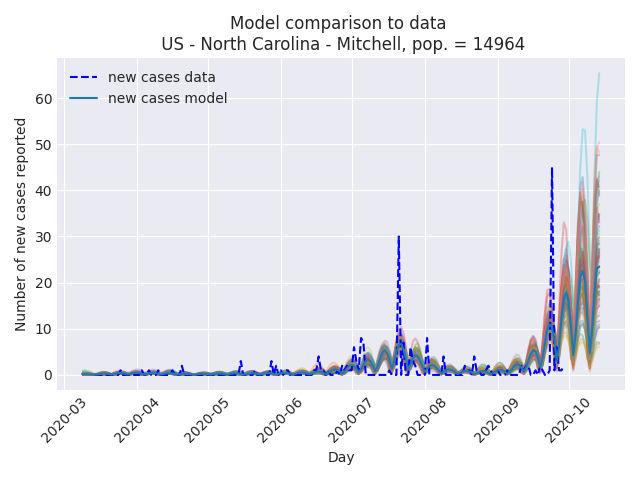 Model comparison to data
US - North Carolina - Mitchell, pop. = 14964
new cases data
new cases model
Number of new cases reported
60
50
40
30
20
10
0
2020-03
2020-04
2020-05
2020-06
2020-07
2020-08
2020-09
2020-10
Day